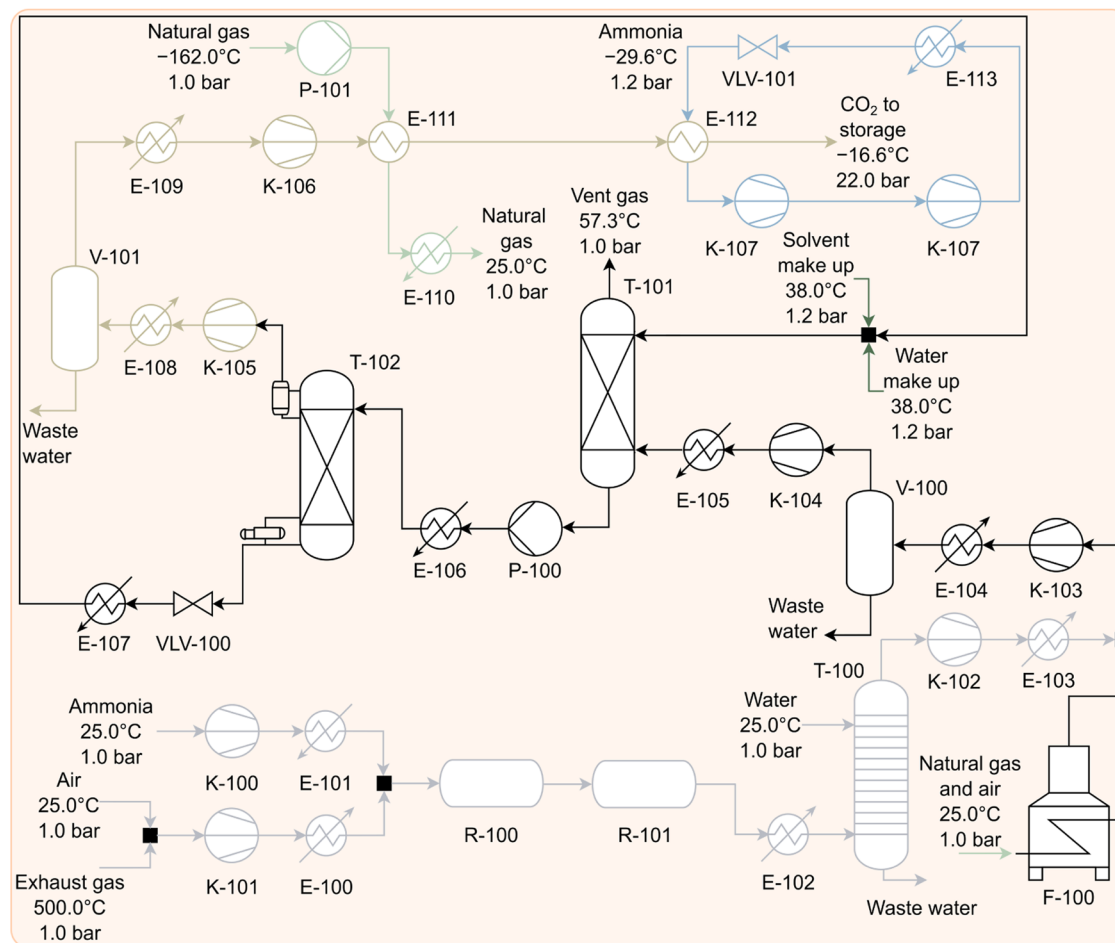 Natural gas
−162.0°C
1.0 bar
P-101
Ammonia
−29.6°C
1.2 bar
VLV-101
E-113
E-109
K-106
E-111
E-112
CO₂ to
storage
−16.6°C
22.0 bar
K-107
K-107
Natural
gas
25.0°C
1.0 bar
E-110
Vent gas
57.3°C
1.0 bar
T-101
Solvent
make up
38.0°C
1.2 bar
Water
make up
38.0°C
1.2 bar
V-101
E-108
K-105
T-102
Waste
water
E-105
K-104
V-100
E-106
P-100
E-104
K-103
E-107
VLV-100
Waste
water
K-102
E-103
T-100
Ammonia
25.0°C
1.0 bar
K-100
E-101
Air
25.0°C
1.0 bar
K-101
E-100
Exhaust gas
500.0°C
1.0 bar
R-100
R-101
E-102
Water
25.0°C
1.0 bar
Waste water
Natural gas
and air
25.0°C
1.0 bar
F-100